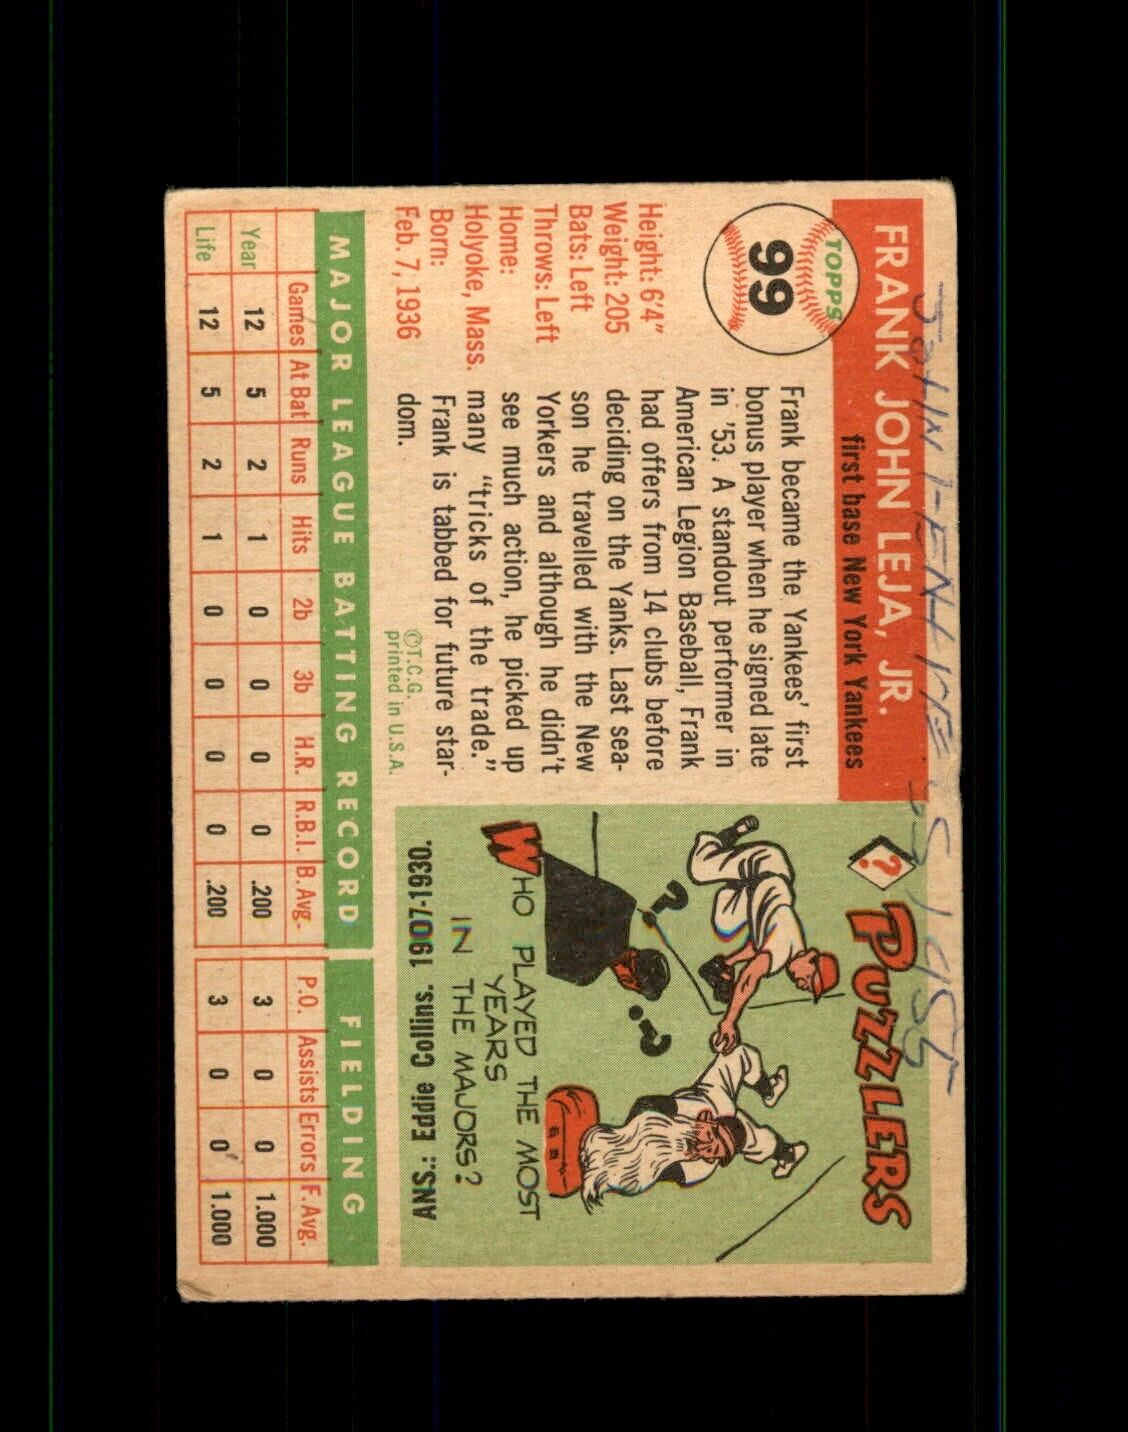 FRANK JOHN LEJA, JR.
first base New York Yankees
TOPPS
99
Height: 6'4"
Weight: 205
Bats: Left
Throws: Left
Home:
Holyoke, Mass.
Born:
Feb. 7, 1936
Frank became the Yankees' first
bonus player when he signed late
in '53. A standout performer in
American Legion Baseball, Frank
had offers from 14 clubs before
deciding on the Yanks. Last sea-
son he travelled with the New
Yorkers and although he didn't
see much action, he picked up
many "tricks of the trade."
Frank is tabbed for future star-
dom.
©T.C.G.
printed in U.S.A.
? PUZZLERS
? ?
WHO PLAYED THE MOST
YEARS
IN THE MAJORS?
ANS.: Eddie Collins. 1907-1930.
MAJOR LEAGUE BATTING RECORD FIELDING
Games At Bat Runs Hits 2b 3b H.R. R.B.I. B. Avg. P.O. Assists Errors F. Avg.
Year 12 5 2 1 0 0 0 0 .200 3 0 0 1.000
Life 12 5 2 1 0 0 0 0 .200 3 0 0 1.000